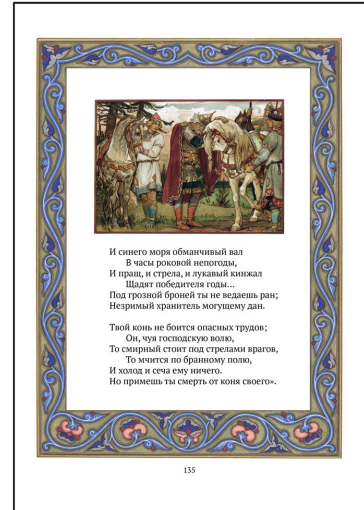 И синего моря обманчивый вал
В часы роковой непогоды,
И пращ, и стрела, и лукавый кинжал
Щадят победителя годы...
Под грозной броней ты не ведаешь ран;
Незримый хранитель могущему дан.

Твой конь не боится опасных трудов;
Он, чуя господскую волю,
То смирный стоит под стрелами врагов,
То мчится по бранному полю,
И холод и сеча ему ничего.
Но примешь ты смерть от коня своего».
135